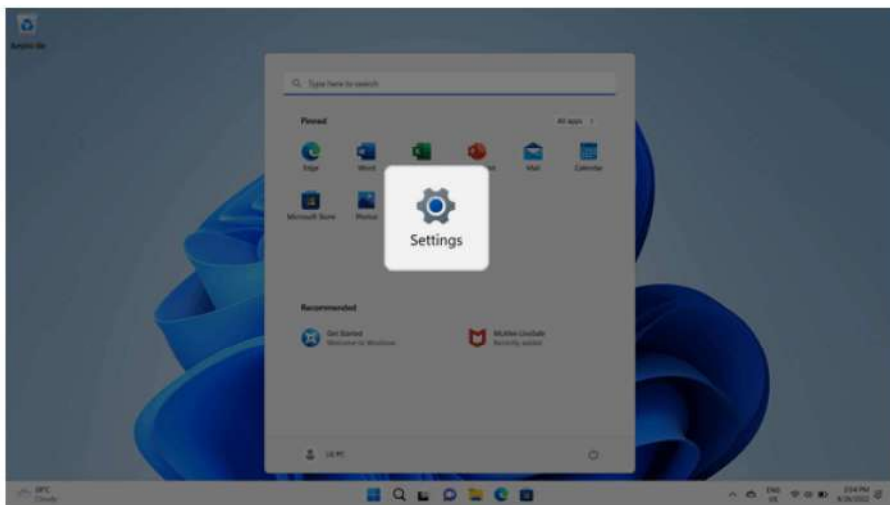 Recycle Bin
Type here to search
Pinned
All apps
Edge
Word
Mail
Calendar
Microsoft Store
Photos
Settings
Recommended
Get Started
Welcome to Windows
McAfee LiveSafe
Recently added
LG PC
Cloudy
ENG
US